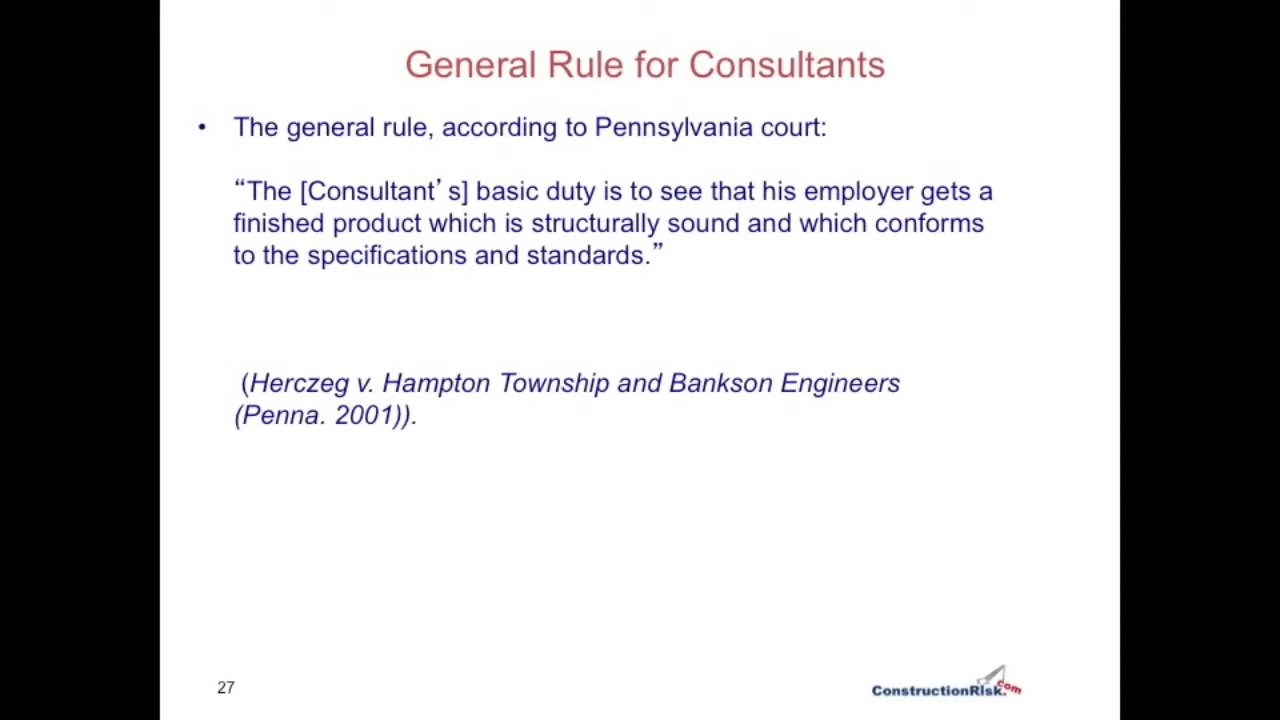 General Rule for Consultants
• The general rule, according to Pennsylvania court:
“The [Consultant’s] basic duty is to see that his employer gets a
finished product which is structurally sound and which conforms
to the specifications and standards.”
(Herczeg v. Hampton Township and Bankson Engineers
(Penna. 2001)).
27
ConstructionRisk.com